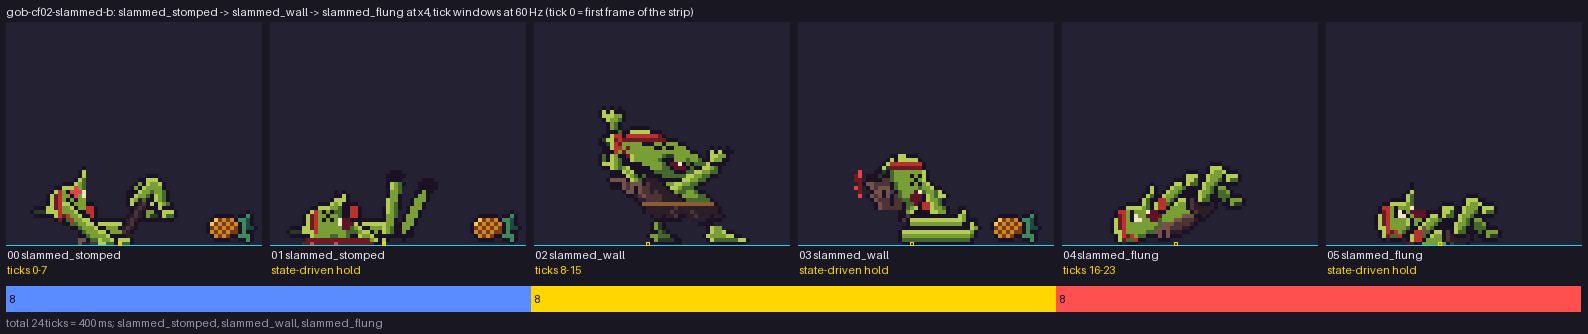 gob-cf02-slammed-b: slammed_stomped -> slammed_wall -> slammed_flung at x4, tick windows at 60 Hz (tick 0 = first frame of the strip)
00 slammed_stomped
ticks 0-7
01 slammed_stomped
state-driven hold
02 slammed_wall
ticks 8-15
03 slammed_wall
state-driven hold
04 slammed_flung
ticks 16-23
05 slammed_flung
state-driven hold
8
8
8
total 24 ticks = 400 ms; slammed_stomped, slammed_wall, slammed_flung